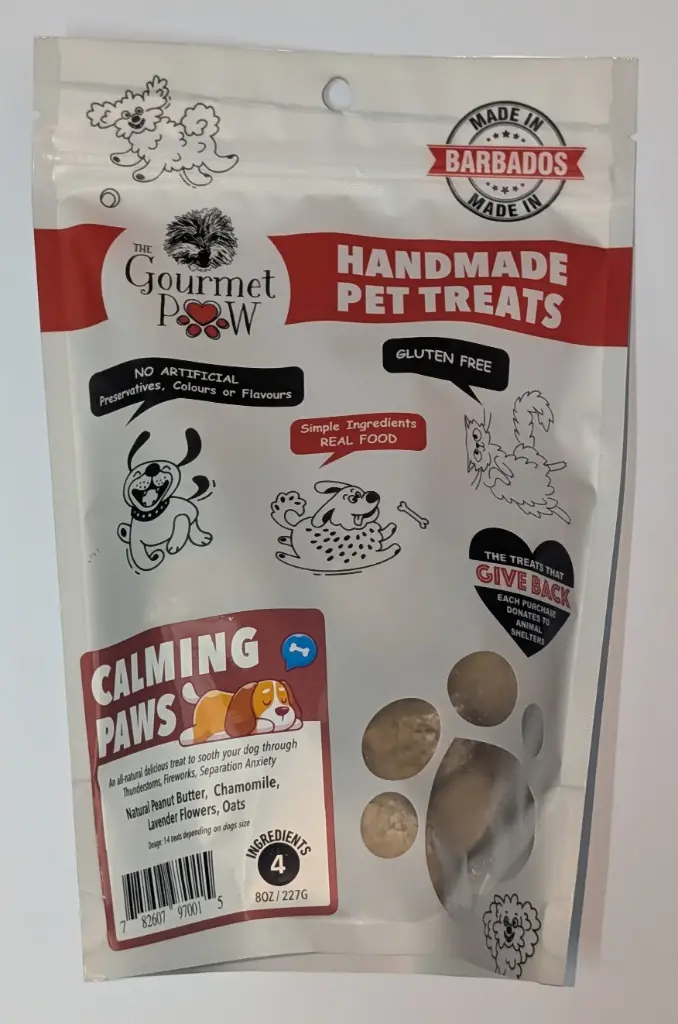 MADE IN
BARBADOS
MADE IN
THE
Gourmet
PAW
HANDMADE
PET TREATS
NO ARTIFICIAL
Preservatives, Colours or Flavours
GLUTEN FREE
Simple Ingredients
REAL FOOD
THE TREATS THAT
GIVE BACK
EACH PURCHASE
DONATES TO
ANIMAL
SHELTERS
CALMING
PAWS
An all-natural delicious treat to sooth your dog through
Thunderstorms, Fireworks, Separation Anxiety
Natural Peanut Butter, Chamomile,
Lavender Flowers, Oats
Dosage: 1-4 treats depending on dogs size
INGREDIENTS
4
8OZ / 227G
7 82607 97001 5